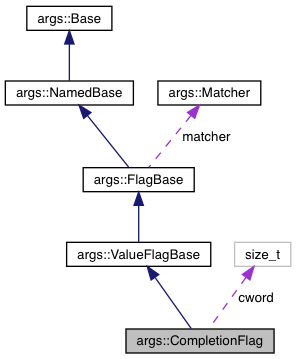 args::Base
args::NamedBase
args::Matcher
matcher
args::FlagBase
args::ValueFlagBase
size_t
cword
args::CompletionFlag